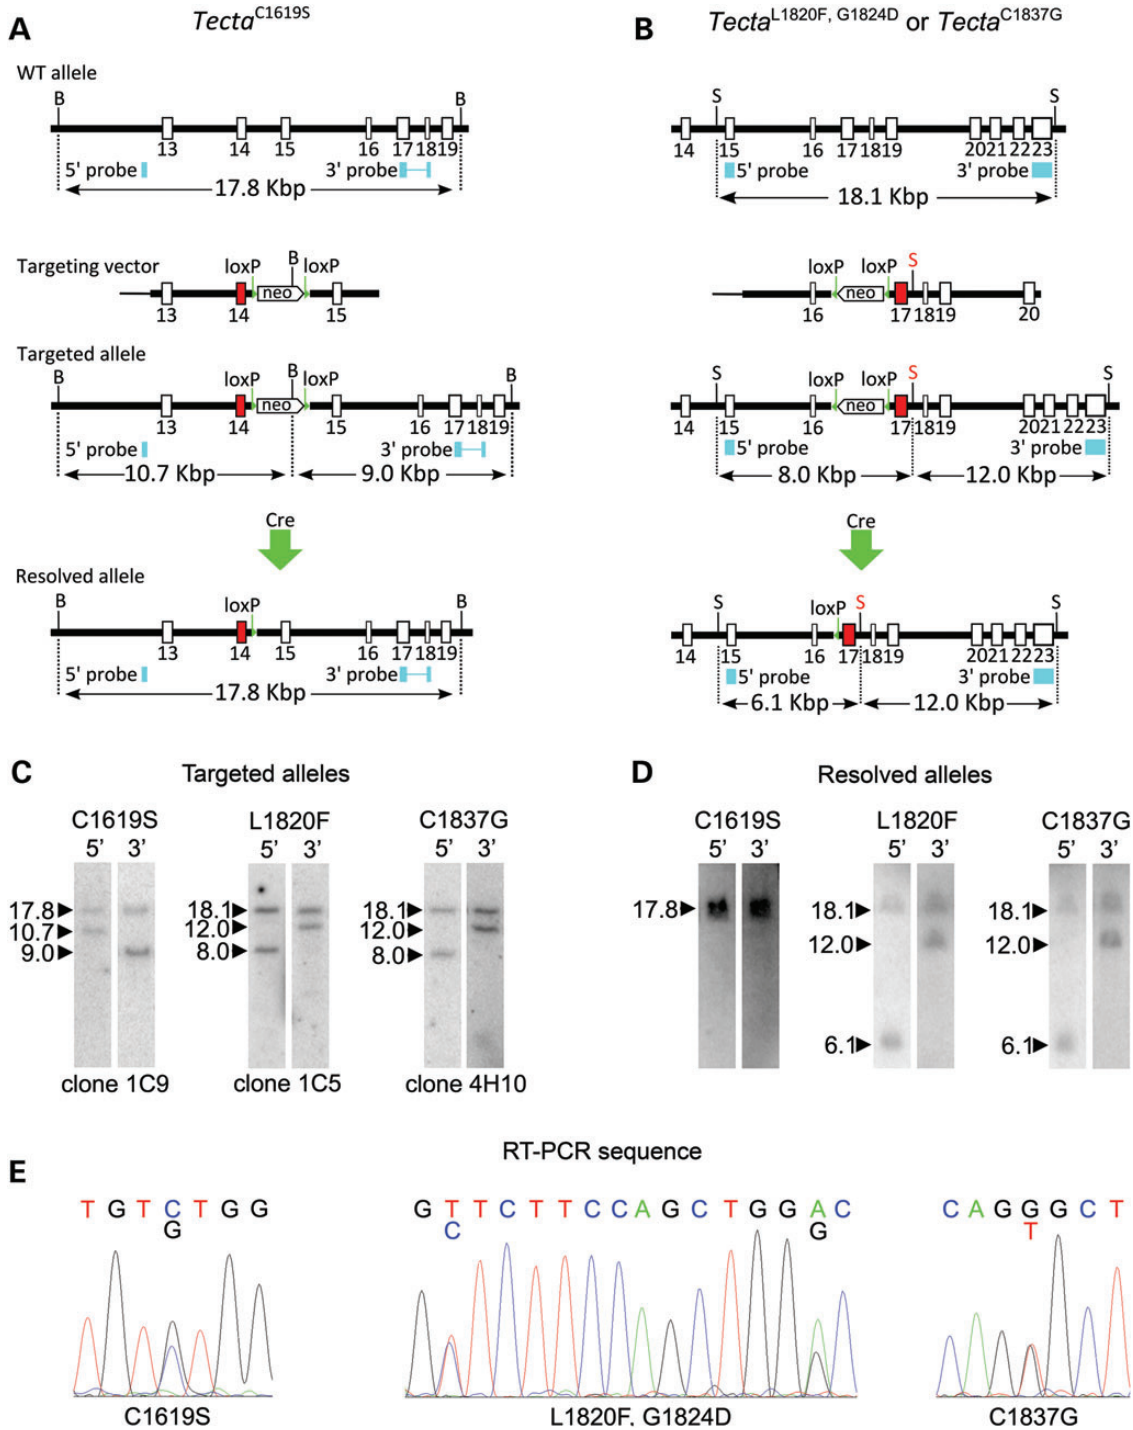 A
Tecta^C1619S
WT allele
B B
13 14 15 16 17 18 19
5' probe 3' probe
17.8 Kbp
Targeting vector
loxP B loxP
neo
13 14 15
Targeted allele
B loxP B loxP B
neo
13 14 15 16 17 18 19
5' probe 3' probe
10.7 Kbp 9.0 Kbp
Cre
Resolved allele
B loxP B
13 14 15 16 17 18 19
5' probe 3' probe
17.8 Kbp
B
Tecta^L1820F, G1824D or Tecta^C1837G
S S
14 15 16 17 18 19 20 21 22 23
5' probe 3' probe
18.1 Kbp
loxP loxP S
neo
16 17 18 19 20
S loxP loxP S S
neo
14 15 16 17 18 19 20 21 22 23
5' probe 3' probe
8.0 Kbp 12.0 Kbp
Cre
S loxP S S
14 15 16 17 18 19 20 21 22 23
5' probe 3' probe
6.1 Kbp 12.0 Kbp
C
Targeted alleles
C1619S L1820F C1837G
5’ 3’ 5’ 3’ 5’ 3’
17.8 18.1 18.1
10.7 12.0 12.0
9.0 8.0 8.0
clone 1C9 clone 1C5 clone 4H10
D
Resolved alleles
C1619S L1820F C1837G
5’ 3’ 5’ 3’ 5’ 3’
17.8 18.1 18.1
12.0 12.0
6.1 6.1
E
RT-PCR sequence
T G T C T G G
G
C1619S
G T T C T T C C A G C T G G A C
C G
L1820F, G1824D
C A G G G C T
T
C1837G